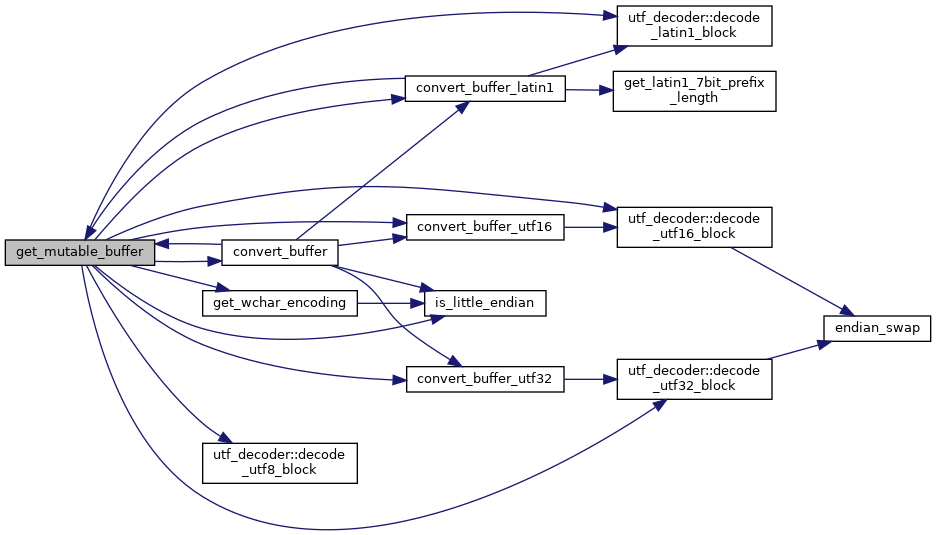 utf_decoder::decode
_latin1_block
convert_buffer_latin1
get_latin1_7bit_prefix
_length
convert_buffer_utf16
utf_decoder::decode
_utf16_block
get_mutable_buffer
convert_buffer
get_wchar_encoding
is_little_endian
endian_swap
convert_buffer_utf32
utf_decoder::decode
_utf32_block
utf_decoder::decode
_utf8_block